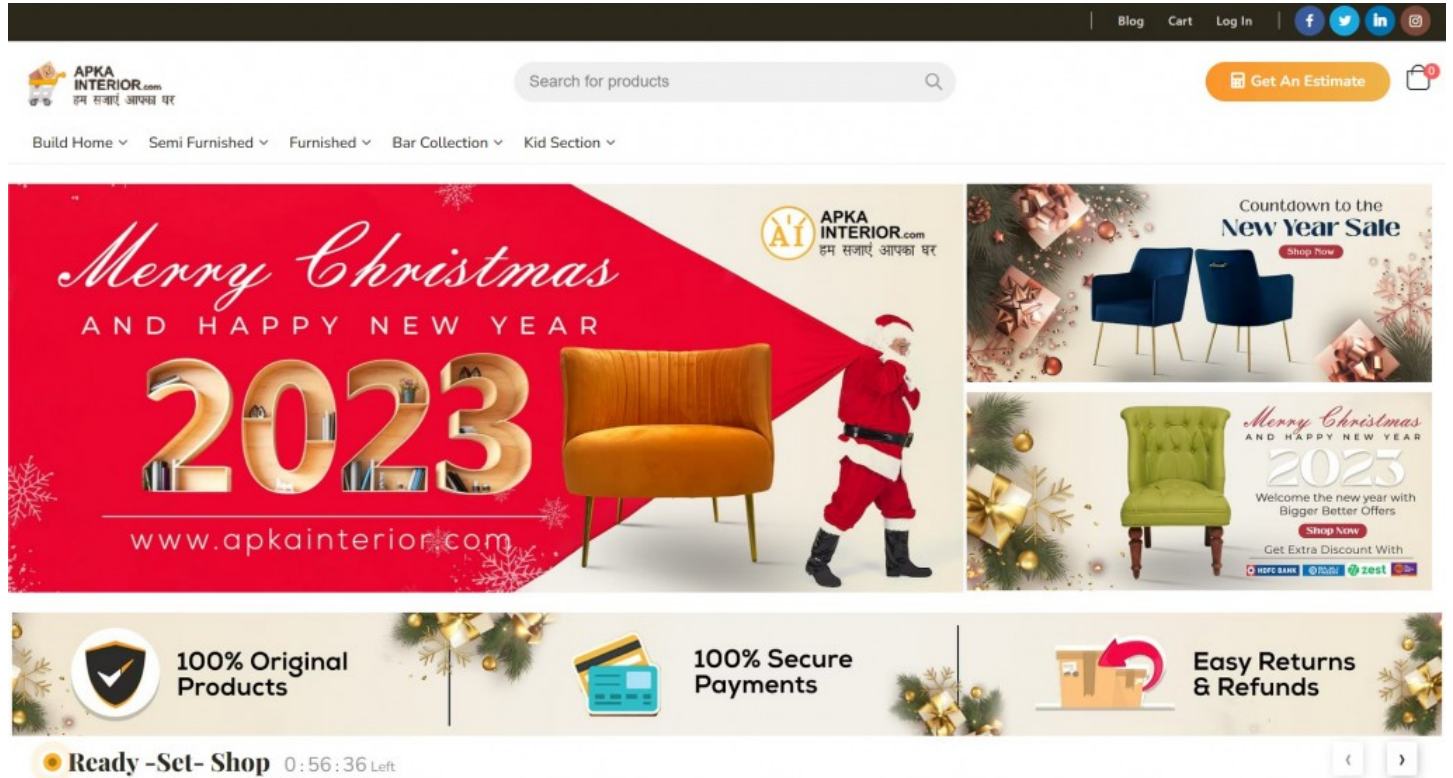 Blog Cart Log In
APKA
INTERIOR.com
हम सजाएं आपका घर
Search for products
Get An Estimate
0
Build Home Semi Furnished Furnished Bar Collection Kid Section
Merry Christmas
AND HAPPY NEW YEAR
2023
www.apkainterior.com
AI
APKA
INTERIOR.com
हम सजाएं आपका घर
Countdown to the
New Year Sale
Shop Now
Merry Christmas
AND HAPPY NEW YEAR
2023
Welcome the new year with
Bigger Better Offers
Shop Now
Get Extra Discount With
HDFC BANK
zest
100% Original
Products
100% Secure
Payments
Easy Returns
& Refunds
Ready -Set- Shop 0:56:36 Left